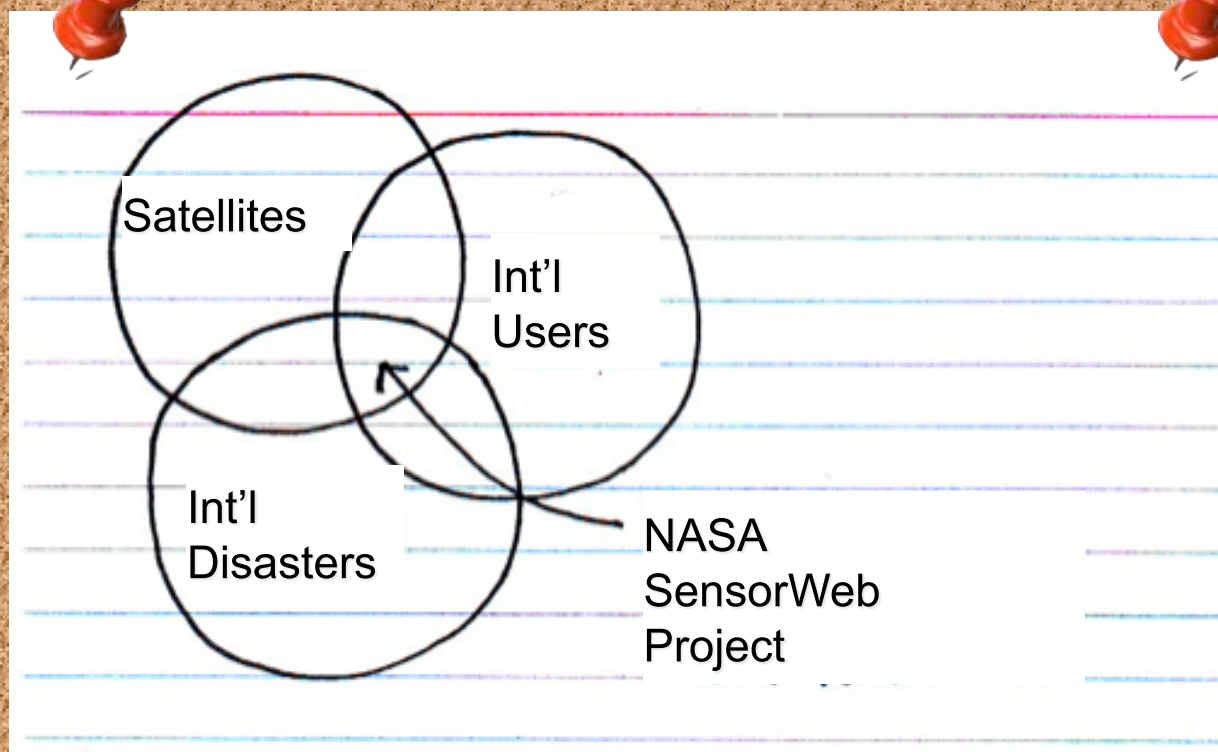 Satellites
Int’l
Users
Int’l
Disasters
NASA
SensorWeb
Project